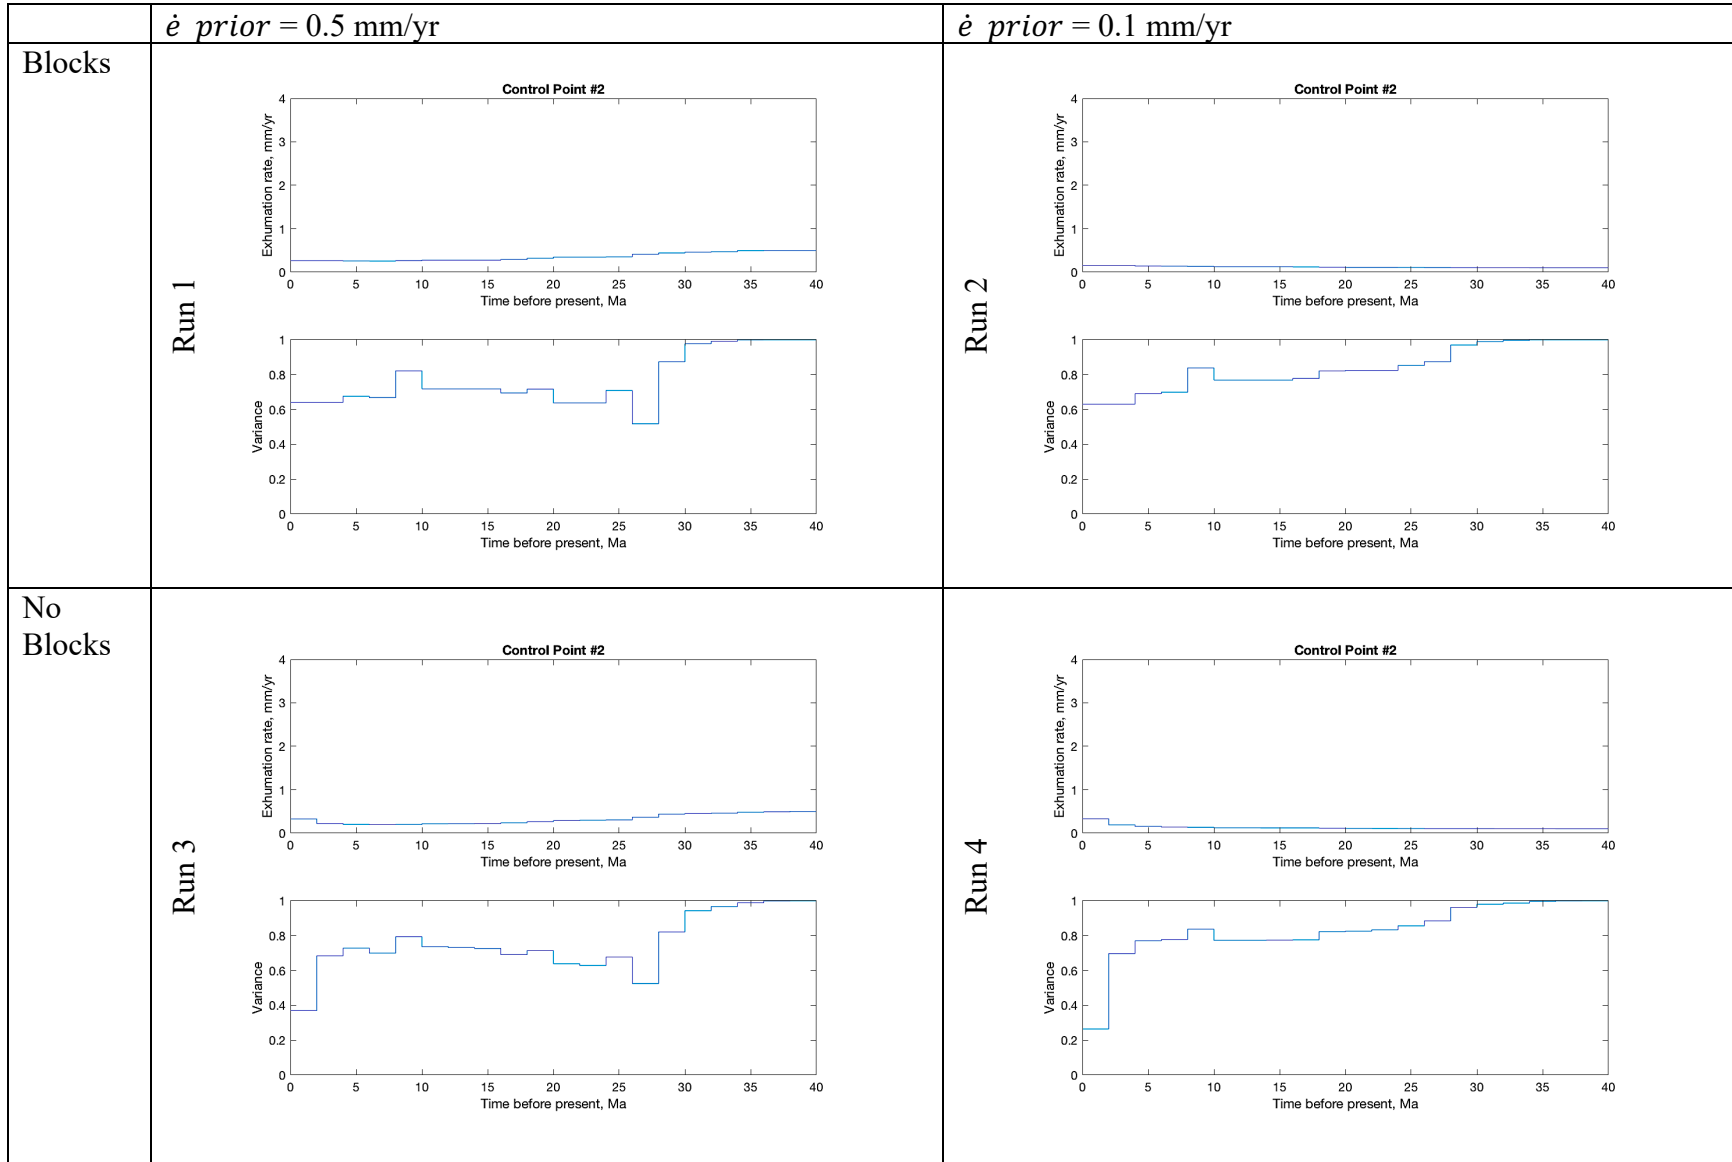 ė prior = 0.5 mm/yr
ė prior = 0.1 mm/yr
Blocks
Run 1
Control Point #2
Exhumation rate, mm/yr
4
3
2
1
0
0 5 10 15 20 25 30 35 40
Time before present, Ma
Variance
1
0.8
0.6
0.4
0.2
0
0 5 10 15 20 25 30 35 40
Time before present, Ma
Run 2
Control Point #2
Exhumation rate, mm/yr
4
3
2
1
0
0 5 10 15 20 25 30 35 40
Time before present, Ma
Variance
1
0.8
0.6
0.4
0.2
0
0 5 10 15 20 25 30 35 40
Time before present, Ma
No
Blocks
Run 3
Control Point #2
Exhumation rate, mm/yr
4
3
2
1
0
0 5 10 15 20 25 30 35 40
Time before present, Ma
Variance
1
0.8
0.6
0.4
0.2
0
0 5 10 15 20 25 30 35 40
Time before present, Ma
Run 4
Control Point #2
Exhumation rate, mm/yr
4
3
2
1
0
0 5 10 15 20 25 30 35 40
Time before present, Ma
Variance
1
0.8
0.6
0.4
0.2
0
0 5 10 15 20 25 30 35 40
Time before present, Ma